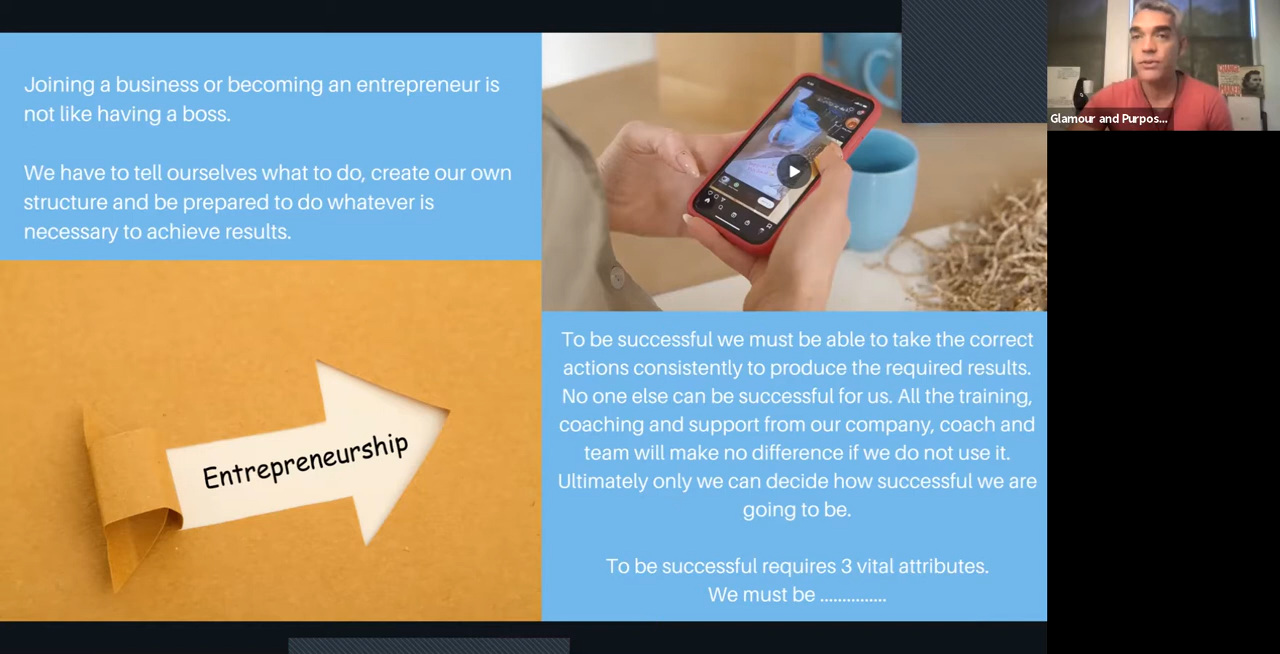 Joining a business or becoming an entrepreneur is
not like having a boss.
We have to tell ourselves what to do, create our own
structure and be prepared to do whatever is
necessary to achieve results.
Entrepreneurship
To be successful we must be able to take the correct
actions consistently to produce the required results.
No one else can be successful for us. All the training,
coaching and support from our company, coach and
team will make no difference if we do not use it.
Ultimately only we can decide how successful we are
going to be.
To be successful requires 3 vital attributes.
We must be ...............
Glamour and Purpos...